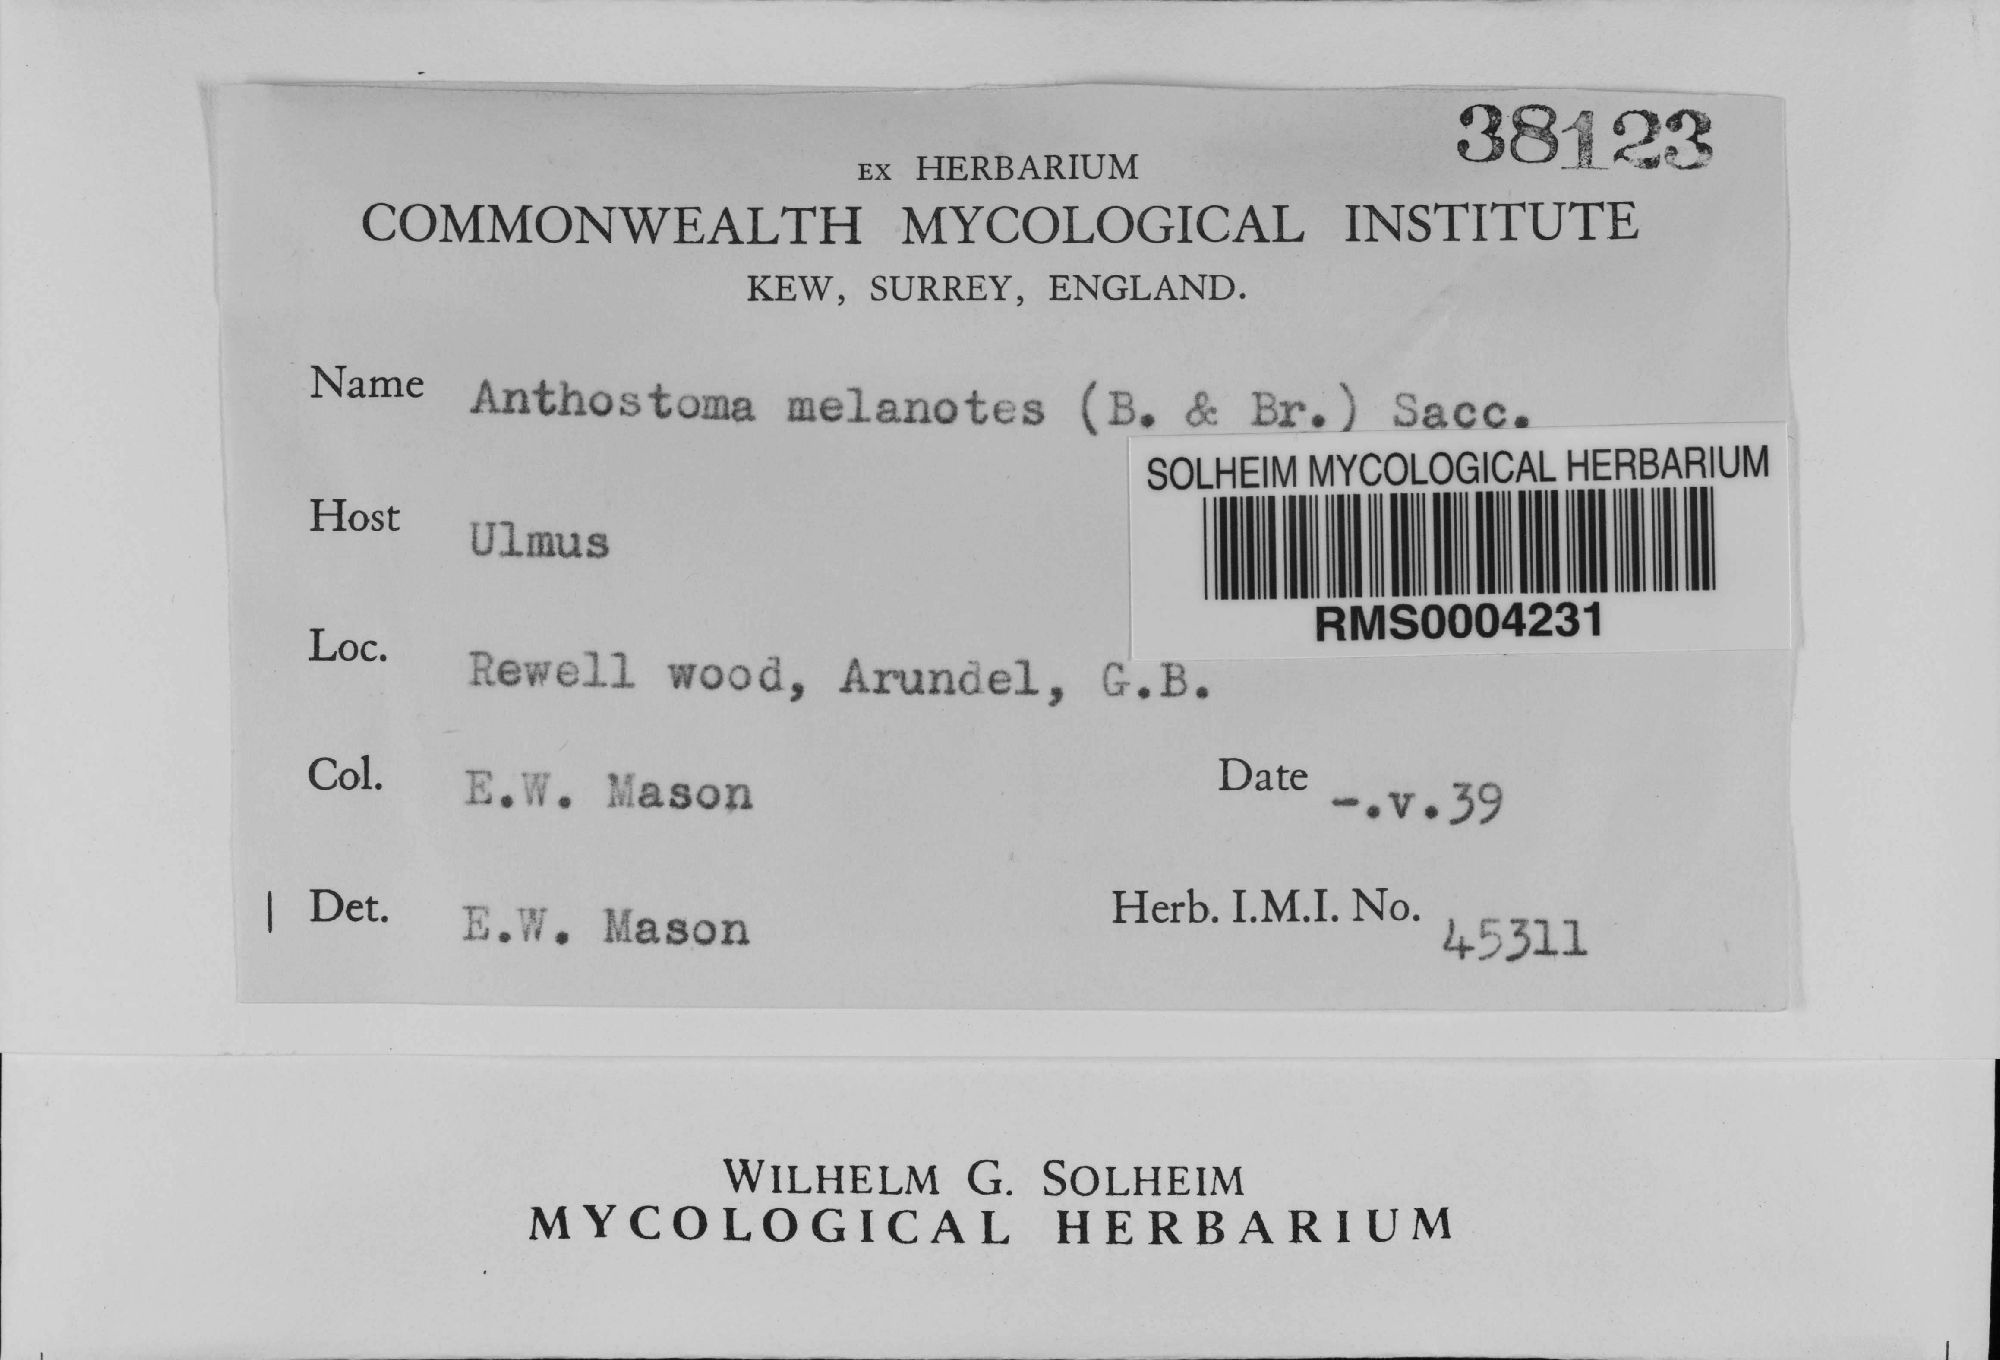 38123
EX HERBARIUM
COMMONWEALTH MYCOLOGICAL INSTITUTE
KEW, SURREY, ENGLAND.
Name Anthostoma melanotes (B. & Br.) Sacc.
SOLHEIM MYCOLOGICAL HERBARIUM
RMS0004231
Host Ulmus
Loc. Rewell wood, Arundel, G.B.
Col. E.W. Mason Date -.v.39
Det. E.W. Mason Herb. I.M.I. No. 45311
WILHELM G. SOLHEIM
MYCOLOGICAL HERBARIUM